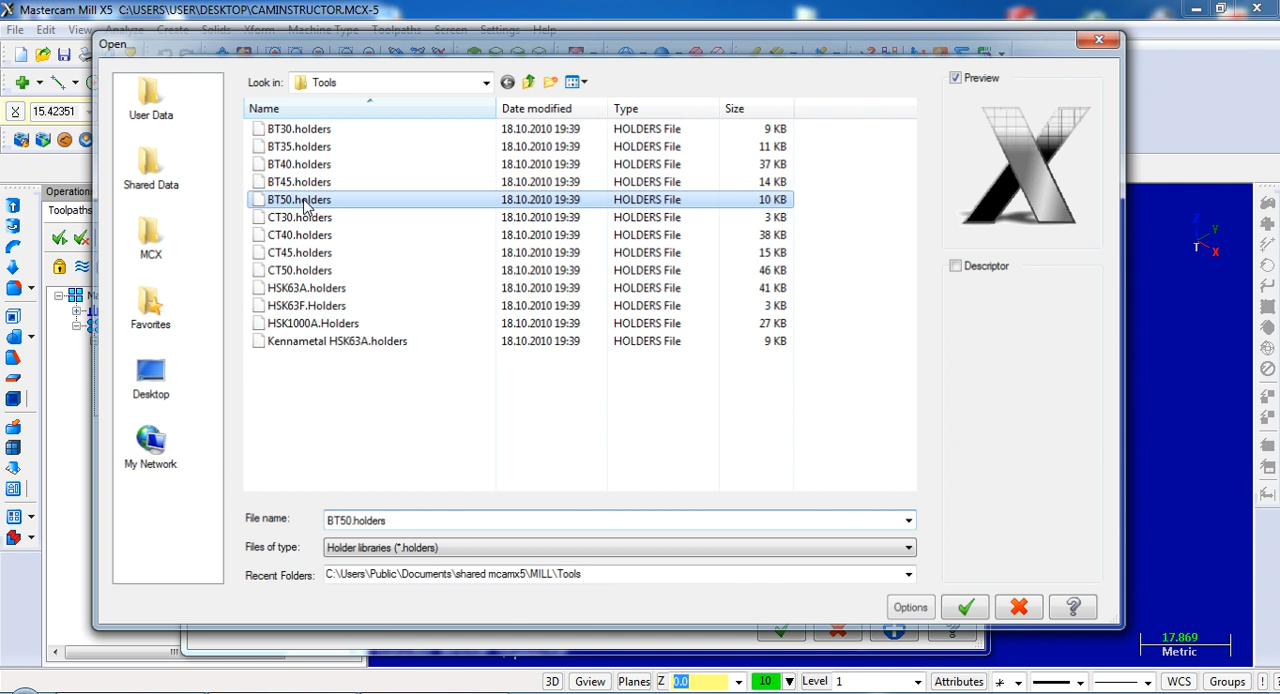 Mastercam Mill X5 C:\USERS\USER\DESKTOP\CAMINSTRUCTOR.MCX-5
File Edit View Analyze Create Solids Xform Machine Type Toolpaths Screen Settings Help
Open
Look in: Tools
Preview
Name Date modified Type Size
User Data
Shared Data
MCX
Favorites
Desktop
My Network
BT30.holders 18.10.2010 19:39 HOLDERS File 9 KB
BT35.holders 18.10.2010 19:39 HOLDERS File 11 KB
BT40.holders 18.10.2010 19:39 HOLDERS File 37 KB
BT45.holders 18.10.2010 19:39 HOLDERS File 14 KB
BT50.holders 18.10.2010 19:39 HOLDERS File 10 KB
CT30.holders 18.10.2010 19:39 HOLDERS File 3 KB
CT40.holders 18.10.2010 19:39 HOLDERS File 38 KB
CT45.holders 18.10.2010 19:39 HOLDERS File 15 KB
CT50.holders 18.10.2010 19:39 HOLDERS File 46 KB
HSK63A.holders 18.10.2010 19:39 HOLDERS File 41 KB
HSK63F.Holders 18.10.2010 19:39 HOLDERS File 3 KB
HSK1000A.Holders 18.10.2010 19:39 HOLDERS File 27 KB
Kennametal HSK63A.holders 18.10.2010 19:39 HOLDERS File 9 KB
Descriptor
15.42351
Operations
Toolpaths
Z
Y
T
X
File name: BT50.holders
Files of type: Holder libraries (*.holders)
Recent Folders: C:\Users\Public\Documents\shared mcamx5\MILL\Tools
Options
17.869
Metric
3D Gview Planes Z 0.0 10 Level 1 Attributes WCS Groups ! ?